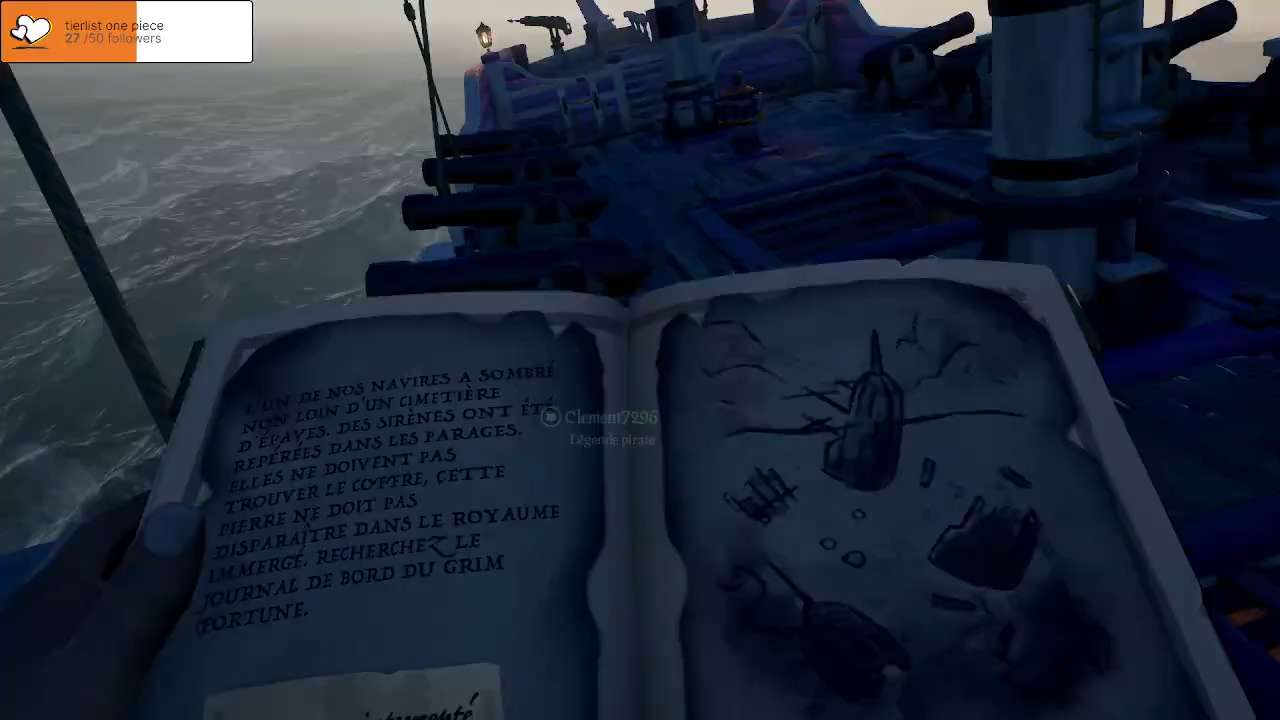 tierlist one piece
27 /50 followers
L'UN DE NOS NAVIRES A SOMBRÉ
NON LOIN D'UN CIMETIÈRE
D'ÉPAVES. DES SIRÈNES ONT ÉTÉ
REPÉRÉES DANS LES PARAGES.
ELLES NE DOIVENT PAS
TROUVER LE COFFRE, CETTE
PIERRE NE DOIT PAS
DISPARAÎTRE DANS LE ROYAUME
IMMERGÉ. RECHERCHEZ LE
JOURNAL DE BORD DU GRIM
FORTUNE.
Clement7296
Légende pirate